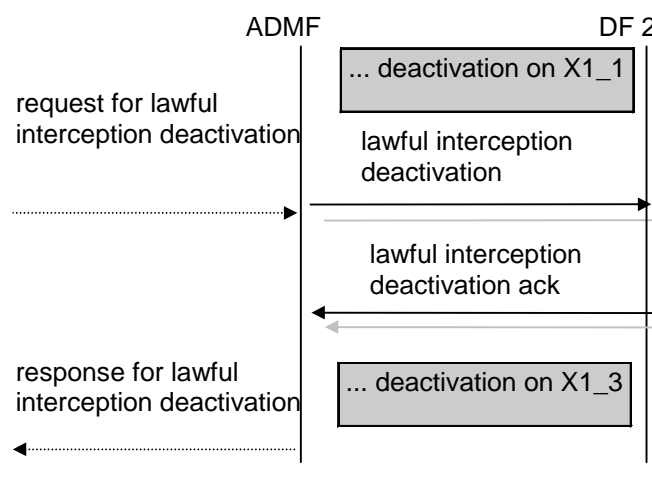 ADMF
DF 2
... deactivation on X1_1
request for lawful
interception deactivation
lawful interception
deactivation
lawful interception
deactivation ack
response for lawful
interception deactivation
... deactivation on X1_3